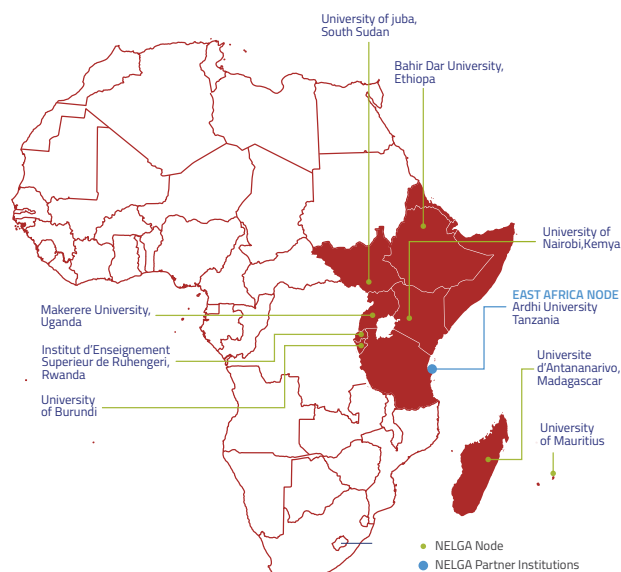 University of juba,
South Sudan
Bahir Dar University,
Ethiopa
University of
Nairobi,Kemya
EAST AFRICA NODE
Ardhi University
Tanzania
Makerere University,
Uganda
Institut d'Enseignement
Superieur de Ruhengeri,
Rwanda
University
of Burundi
Universite
d'Antananarivo,
Madagascar
University
of Mauritius
NELGA Node
NELGA Partner Institutions